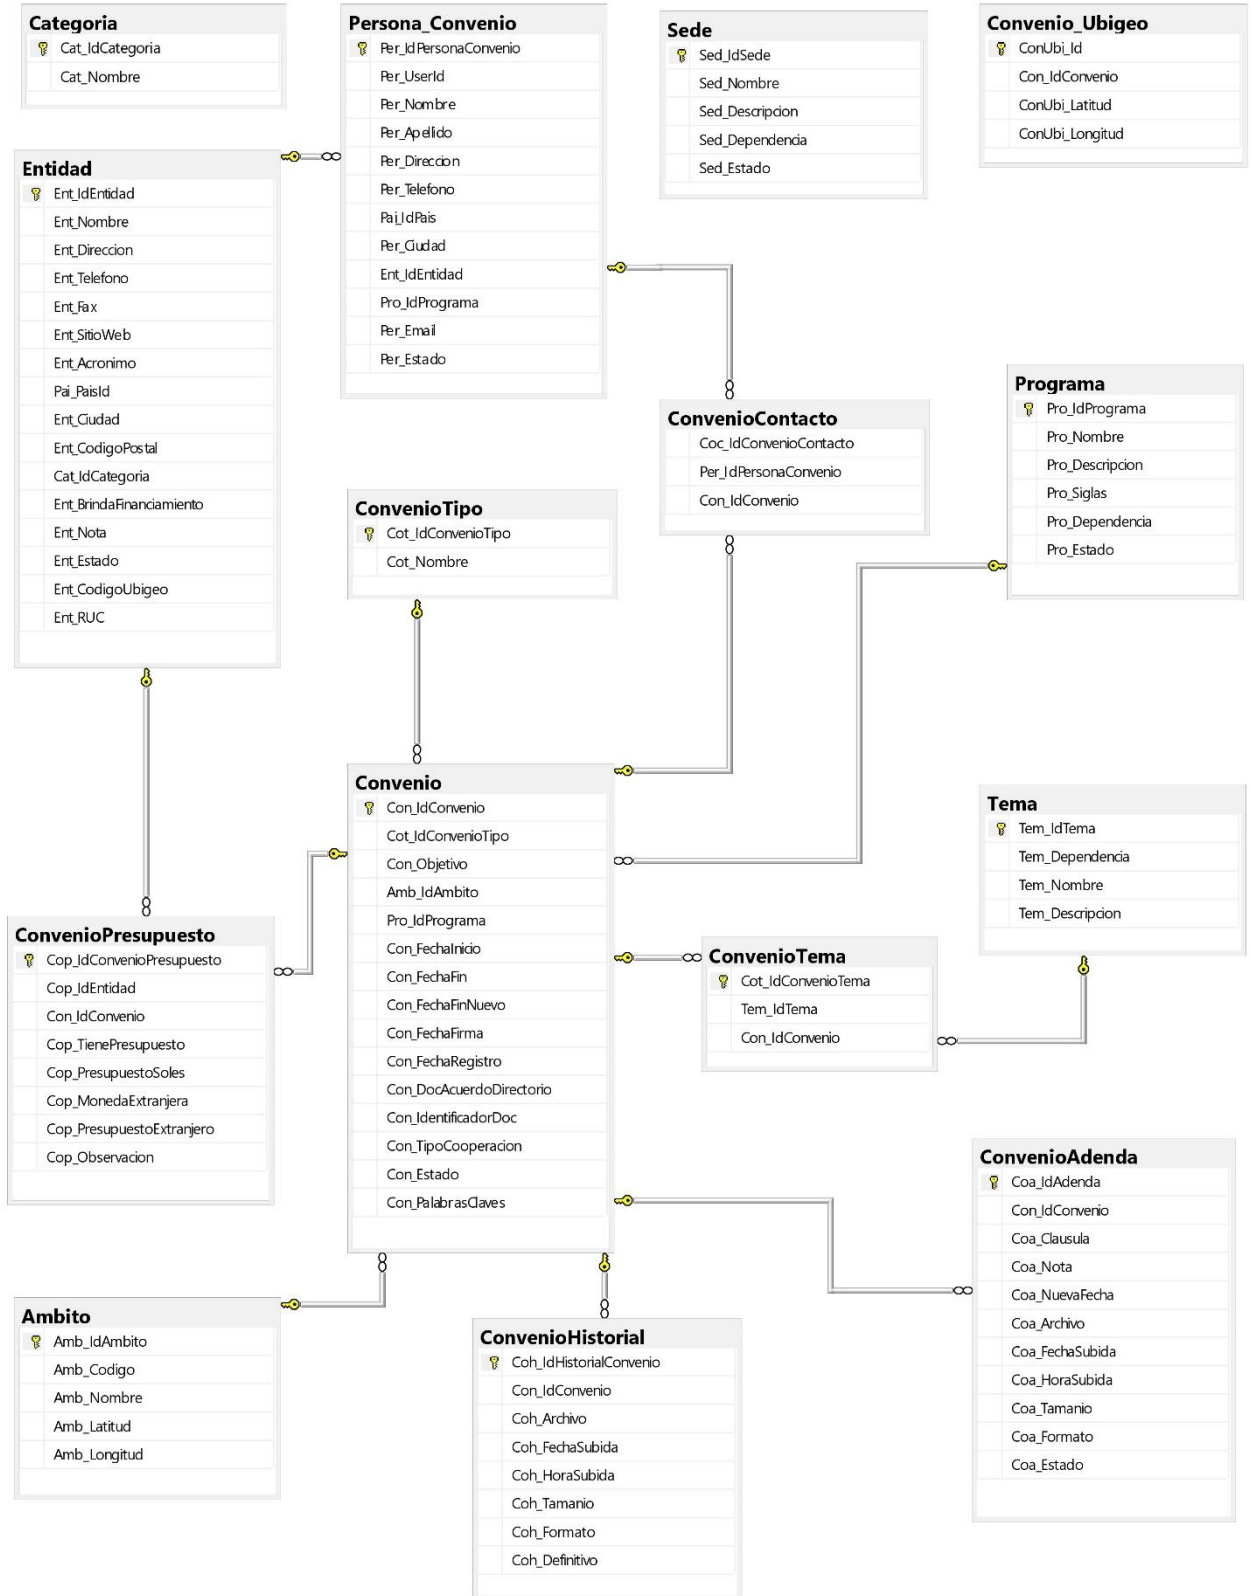 Categoria
Cat_IdCategoria
Cat_Nombre
Persona_Convenio
Per_IdPersonaConvenio
Per_UserId
Per_Nombre
Per_Apellido
Per_Direccion
Per_Telefono
Pai_IdPais
Per_Ciudad
Ent_IdEntidad
Pro_IdPrograma
Per_Email
Per_Estado
Sede
Sed_IdSede
Sed_Nombre
Sed_Descripcion
Sed_Dependencia
Sed_Estado
Convenio_Ubigeo
ConUbi_Id
Con_IdConvenio
ConUbi_Latitud
ConUbi_Longitud
Entidad
Ent_IdEntidad
Ent_Nombre
Ent_Direccion
Ent_Telefono
Ent_Fax
Ent_SitioWeb
Ent_Acronimo
Pai_PaisId
Ent_Ciudad
Ent_CodigoPostal
Cat_IdCategoria
Ent_BrindaFinanciamiento
Ent_Nota
Ent_Estado
Ent_CodigoUbigeo
Ent_RUC
ConvenioContacto
Coc_IdConvenioContacto
Per_IdPersonaConvenio
Con_IdConvenio
Programa
Pro_IdPrograma
Pro_Nombre
Pro_Descripcion
Pro_Siglas
Pro_Dependencia
Pro_Estado
ConvenioTipo
Cot_IdConvenioTipo
Cot_Nombre
Convenio
Con_IdConvenio
Cot_IdConvenioTipo
Con_Objetivo
Amb_IdAmbito
Pro_IdPrograma
Con_FechaInicio
Con_FechaFin
Con_FechaFinNuevo
Con_FechaFirma
Con_FechaRegistro
Con_DocAcuerdoDirectorio
Con_IdentificadorDoc
Con_TipoCooperacion
Con_Estado
Con_PalabrasClaves
Tema
Tem_IdTema
Tem_Dependencia
Tem_Nombre
Tem_Descripcion
ConvenioPresupuesto
Cop_IdConvenioPresupuesto
Cop_IdEntidad
Con_IdConvenio
Cop_TienePresupuesto
Cop_PresupuestoSoles
Cop_MonedaExtranjera
Cop_PresupuestoExtranjero
Cop_Observacion
ConvenioTema
Cot_IdConvenioTema
Tem_IdTema
Con_IdConvenio
ConvenioAdenda
Coa_IdAdenda
Con_IdConvenio
Coa_Clausula
Coa_Nota
Coa_NuevaFecha
Coa_Archivo
Coa_FechaSubida
Coa_HoraSubida
Coa_Tamanio
Coa_Formato
Coa_Estado
Ambito
Amb_IdAmbito
Amb_Codigo
Amb_Nombre
Amb_Latitud
Amb_Longitud
ConvenioHistorial
Coh_IdHistorialConvenio
Con_IdConvenio
Coh_Archivo
Coh_FechaSubida
Coh_HoraSubida
Coh_Tamanio
Coh_Formato
Coh_Definitivo